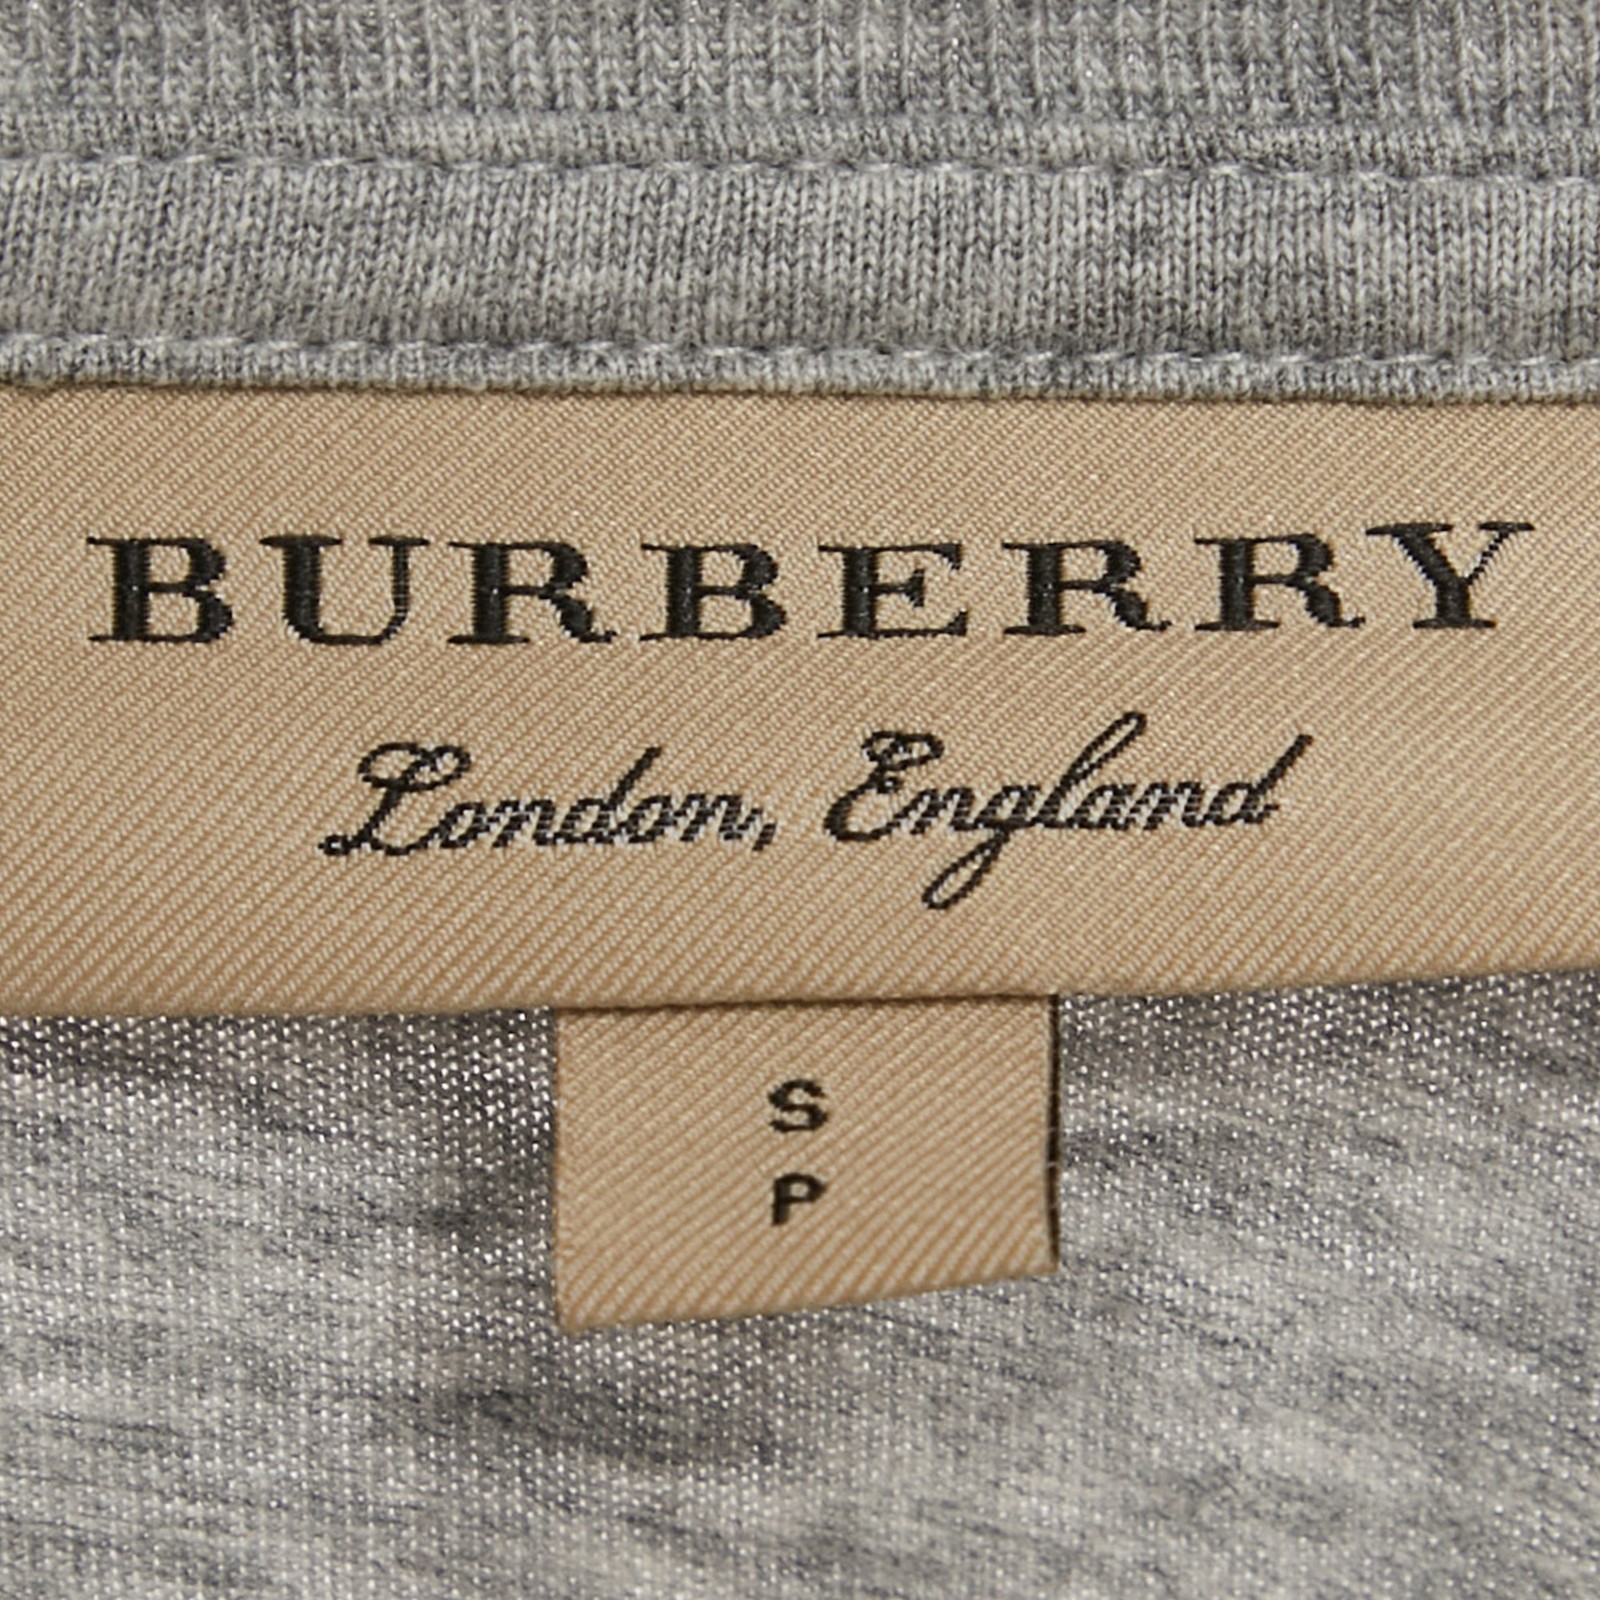 BURBERRY
London, England
S
P